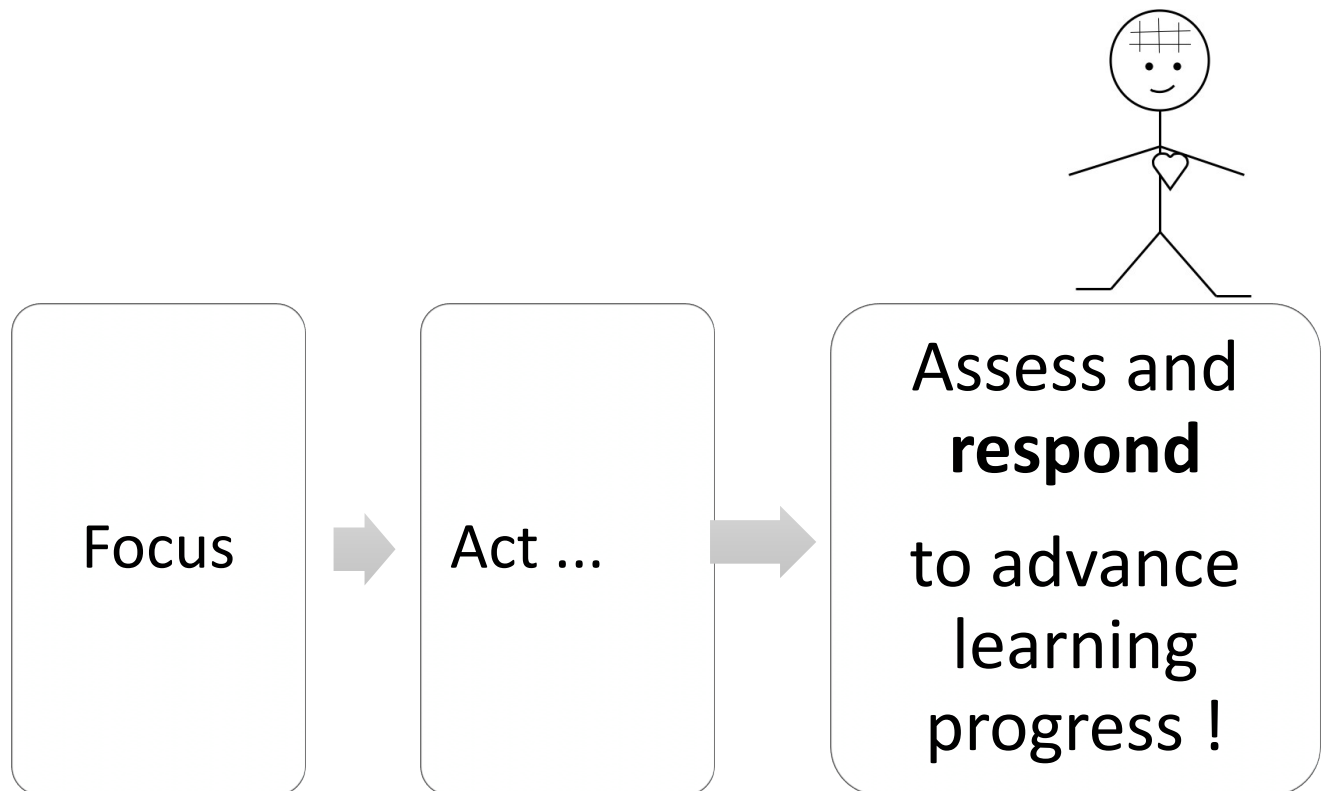 Focus
Act ...
Assess and
respond
to advance
learning
progress !